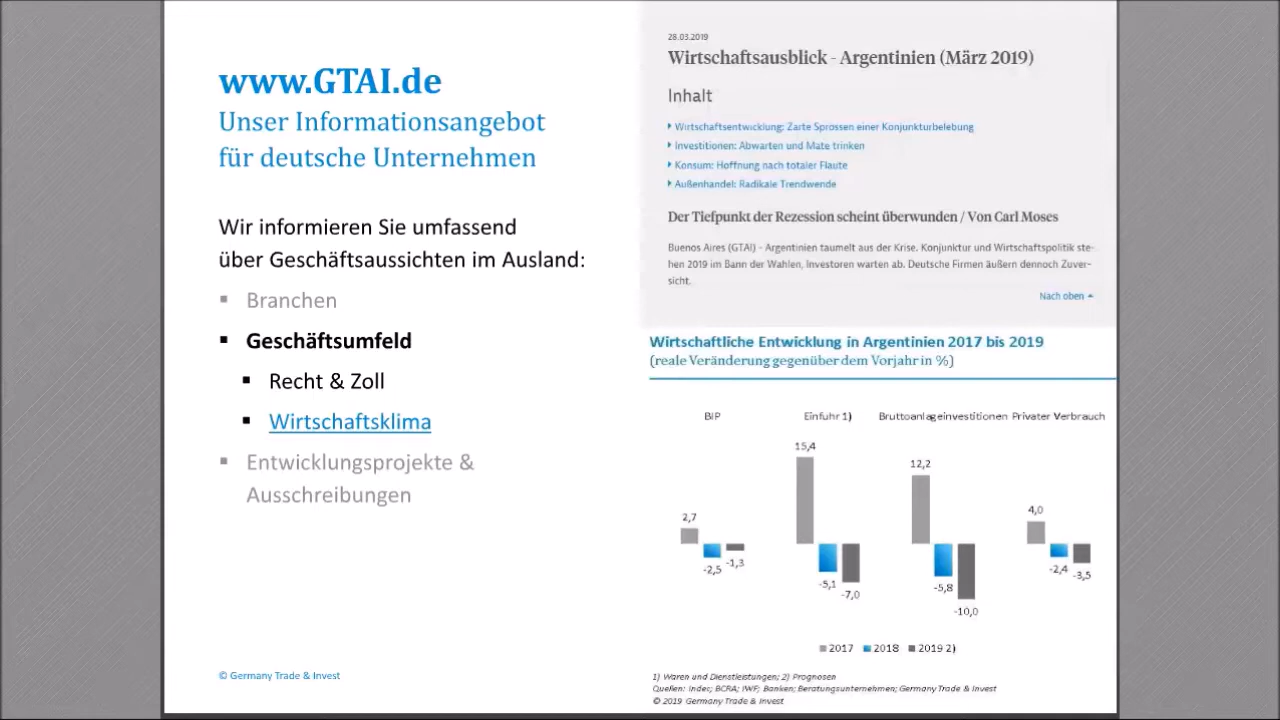 www.GTAI.de
Unser Informationsangebot
für deutsche Unternehmen
Wir informieren Sie umfassend
über Geschäftsaussichten im Ausland:
Branchen
Geschäftsumfeld
Recht & Zoll
Wirtschaftsklima
Entwicklungsprojekte &
Ausschreibungen
© Germany Trade & Invest
28.03.2019
Wirtschaftsausblick - Argentinien (März 2019)
Inhalt
Wirtschaftsentwicklung: Zarte Sprossen einer Konjunkturbelebung
Investitionen: Abwarten und Mate trinken
Konsum: Hoffnung nach totaler Flaute
Außenhandel: Radikale Trendwende
Der Tiefpunkt der Rezession scheint überwunden / Von Carl Moses
Buenos Aires (GTAI) - Argentinien taumelt aus der Krise. Konjunktur und Wirtschaftspolitik ste-
hen 2019 im Bann der Wahlen, Investoren warten ab. Deutsche Firmen äußern dennoch Zuver-
sicht.
Nach oben
Wirtschaftliche Entwicklung in Argentinien 2017 bis 2019
(reale Veränderung gegenüber dem Vorjahr in %)
BIP Einfuhr 1) Bruttoanlageinvestitionen Privater Verbrauch
15,4
12,2
4,0
2,7
-2,5 -1,3
-5,1
-7,0
-5,8
-10,0
-2,4 -3,5
2017 2018 2019 2)
1) Waren und Dienstleistungen; 2) Prognosen
Quellen: Indec; BCRA; IWF; Banken; Beratungsunternehmen; Germany Trade & Invest
© 2019 Germany Trade & Invest